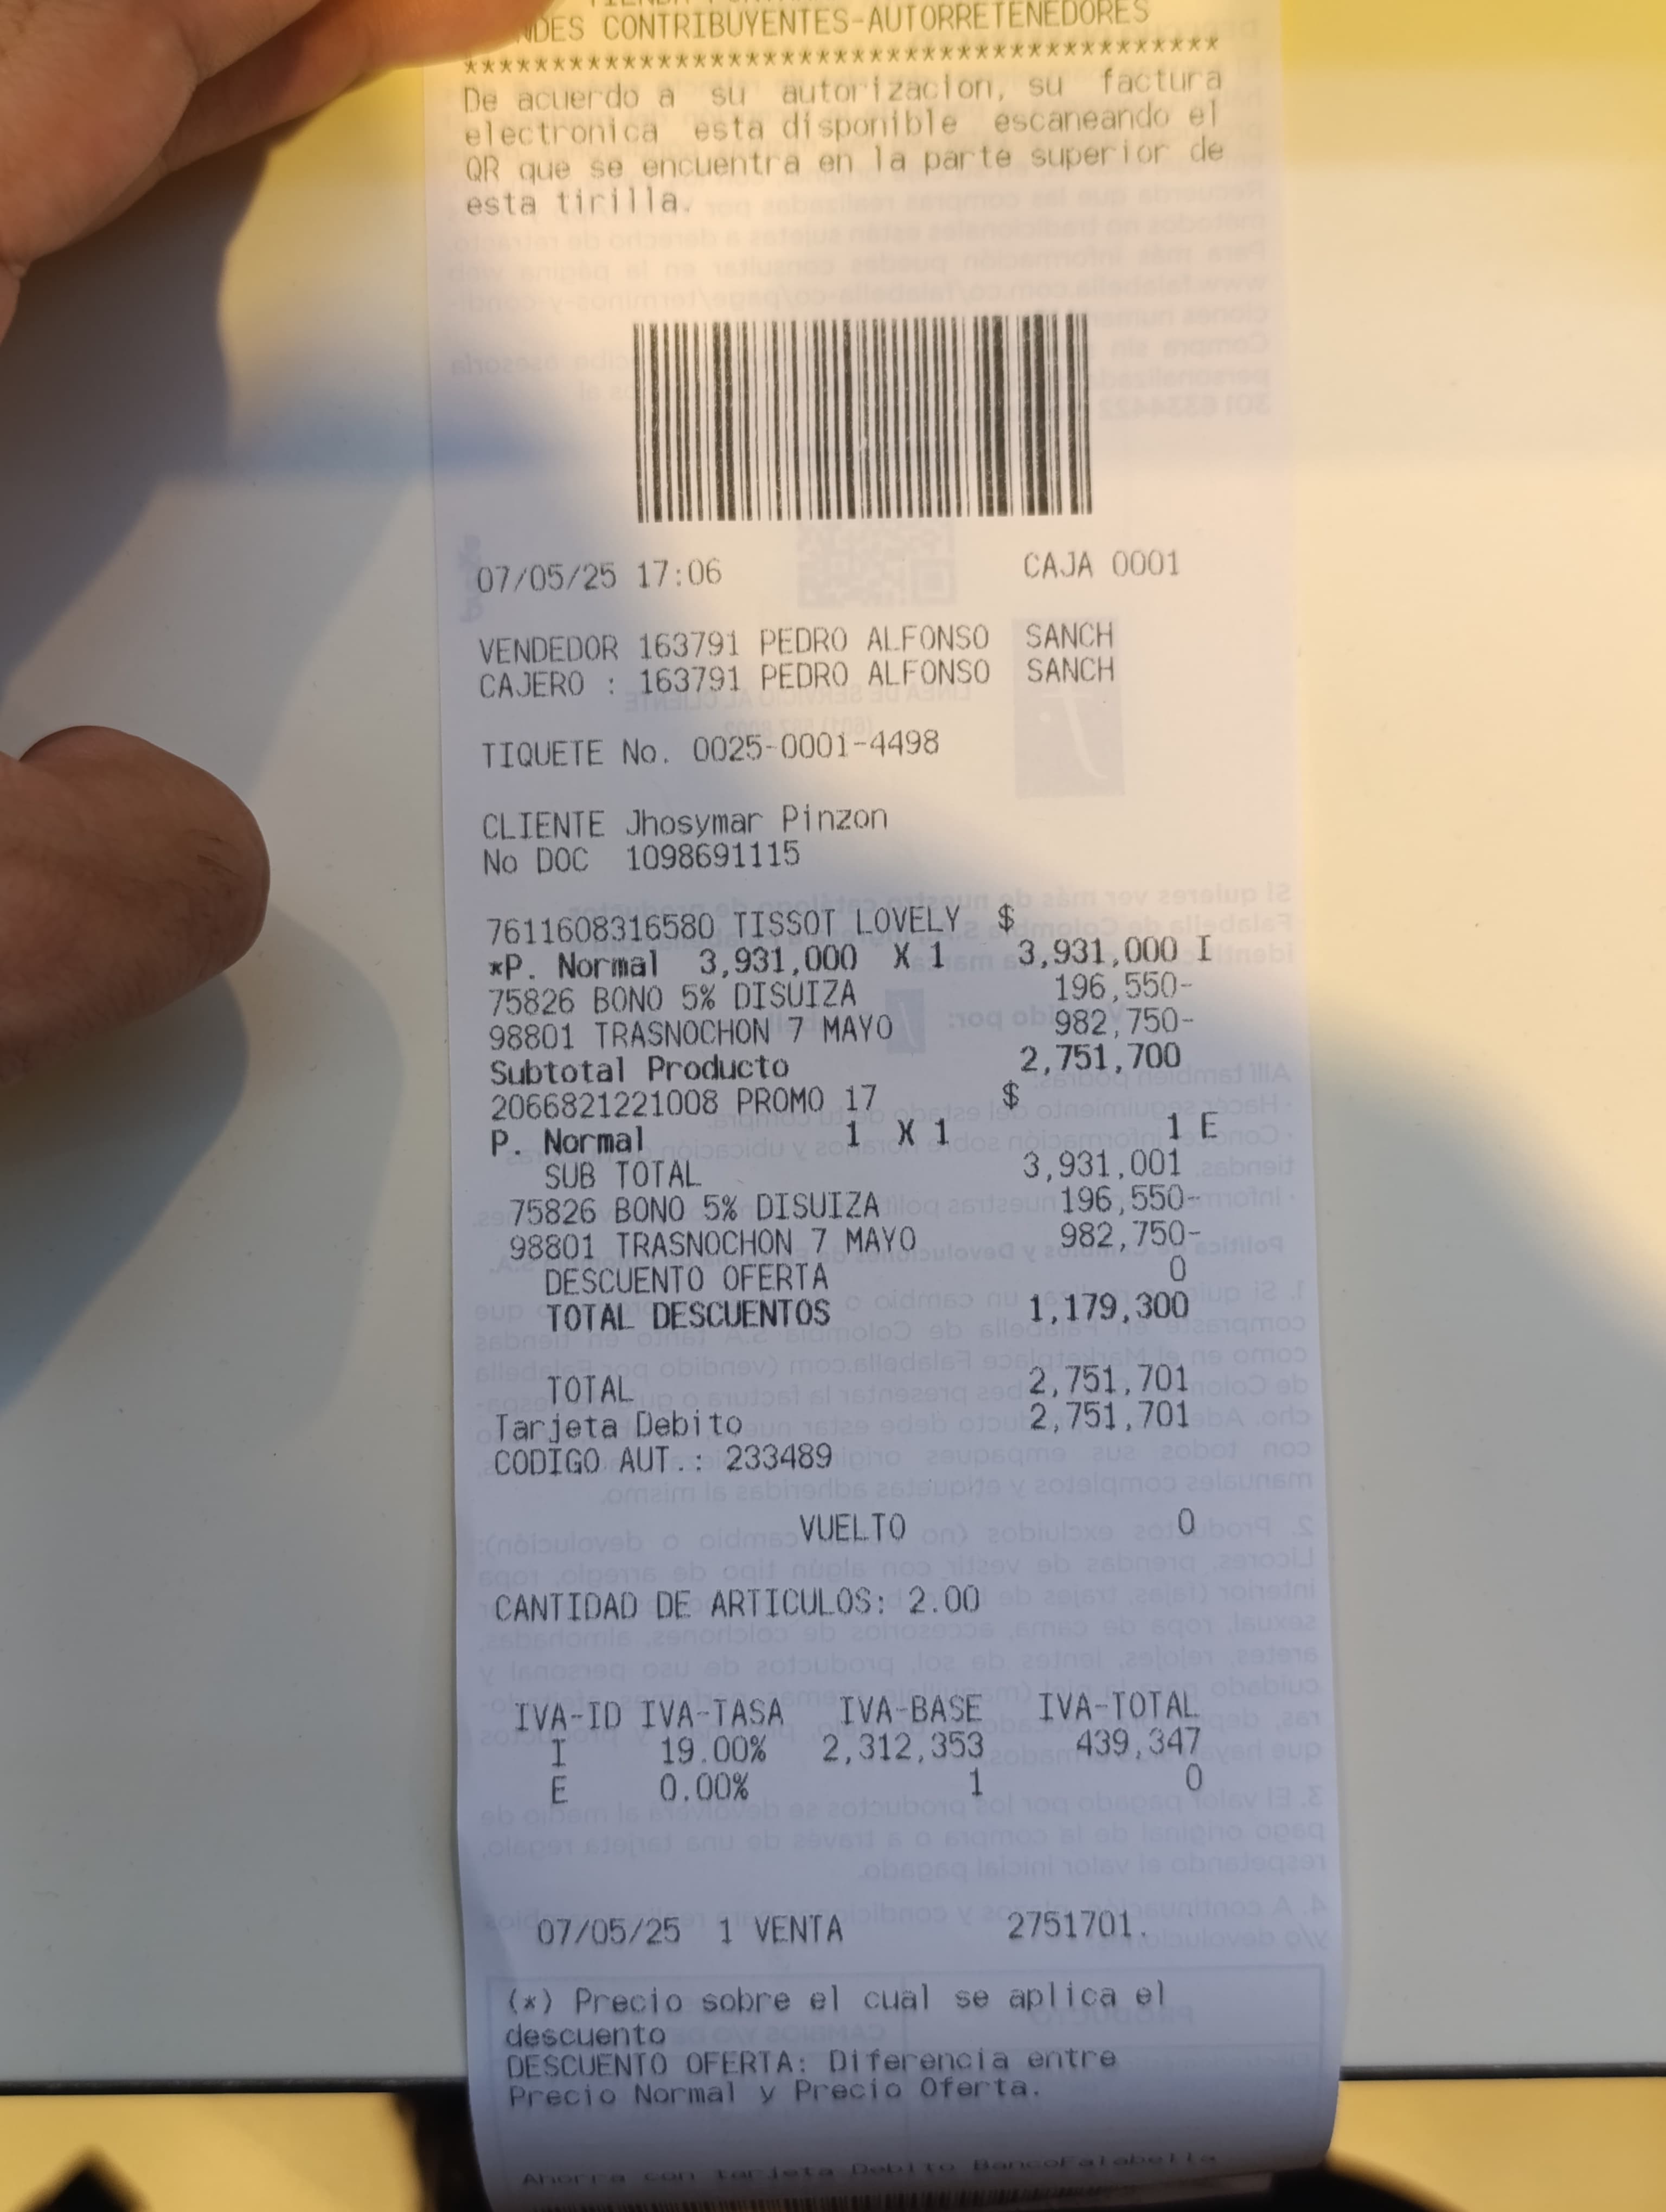 CONTRIBUYENTES-AUTORRETENEDORES
****************************************
De acuerdo a su autorizacion, su factura
electronica esta disponible escaneando el
QR que se encuentra en la parte superior de
esta tirilla.
07/05/25 17:06 CAJA 0001
VENDEDOR 163791 PEDRO ALFONSO SANCH
CAJERO : 163791 PEDRO ALFONSO SANCH
TIQUETE No. 0025-0001-4498
CLIENTE Jhosymar Pinzon
No DOC 1098691115
7611608316580 TISSOT LOVELY $
*P. Normal 3,931,000 X 1 3,931,000 I
75826 BONO 5% DISUIZA 196,550-
98801 TRASNOCHON 7 MAYO 982,750-
Subtotal Producto 2,751,700
2066821221008 PROMO 17 $
P. Normal 1 X 1 1 E
SUB TOTAL 3,931,001
75826 BONO 5% DISUIZA 196,550-
98801 TRASNOCHON 7 MAYO 982,750-
DESCUENTO OFERTA 0
TOTAL DESCUENTOS 1,179,300
TOTAL 2,751,701
Tarjeta Debito 2,751,701
CODIGO AUT.: 233489
VUELTO 0
CANTIDAD DE ARTICULOS: 2.00
IVA-ID IVA-TASA IVA-BASE IVA-TOTAL
I 19.00% 2,312,353 439,347
E 0.00% 1 0
07/05/25 1 VENTA 2751701.
(*) Precio sobre el cual se aplica el
descuento
DESCUENTO OFERTA: Diferencia entre
Precio Normal y Precio Oferta.
Ahorra con tarjeta Debito BancoFalabella